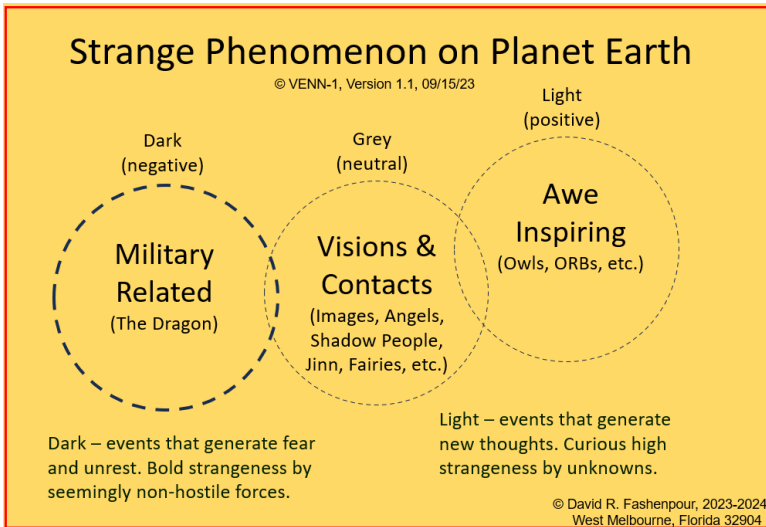 Strange Phenomenon on Planet Earth
© VENN-1, Version 1.1, 09/15/23
Dark
(negative)
Grey
(neutral)
Light
(positive)
Military
Related
(The Dragon)
Visions &
Contacts
(Images, Angels,
Shadow People,
Jinn, Fairies, etc.)
Awe
Inspiring
(Owls, ORBs, etc.)
Dark – events that generate fear
and unrest. Bold strangeness by
seemingly non-hostile forces.
Light – events that generate
new thoughts. Curious high
strangeness by unknowns.
© David R. Fashenpour, 2023-2024
West Melbourne, Florida 32904